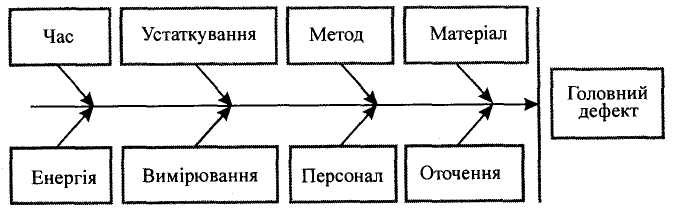 Час
Устаткування
Метод
Матеріал
Головний
дефект
Енергія
Вимірювання
Персонал
Оточення